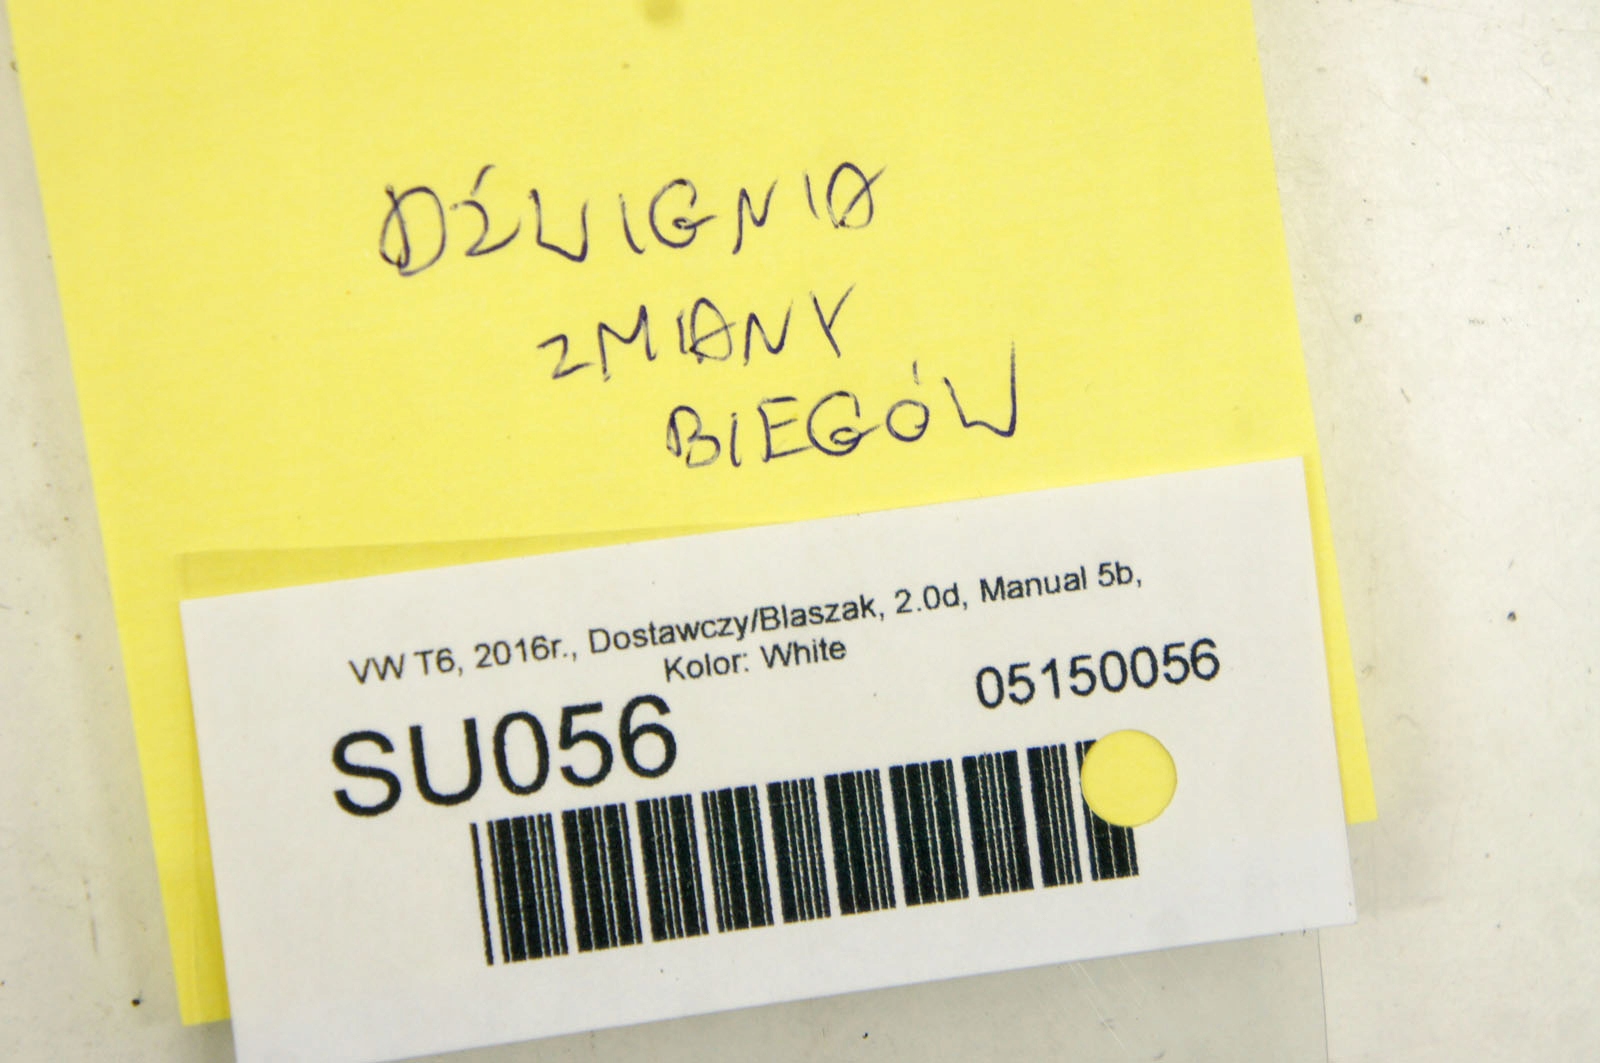 DŹWIGNIA
ZMIANY
BIEGÓW
VW T6, 2016r., Dostawczy/Blaszak, 2.0d, Manual 5b,
Kolor: White
05150056
SU056